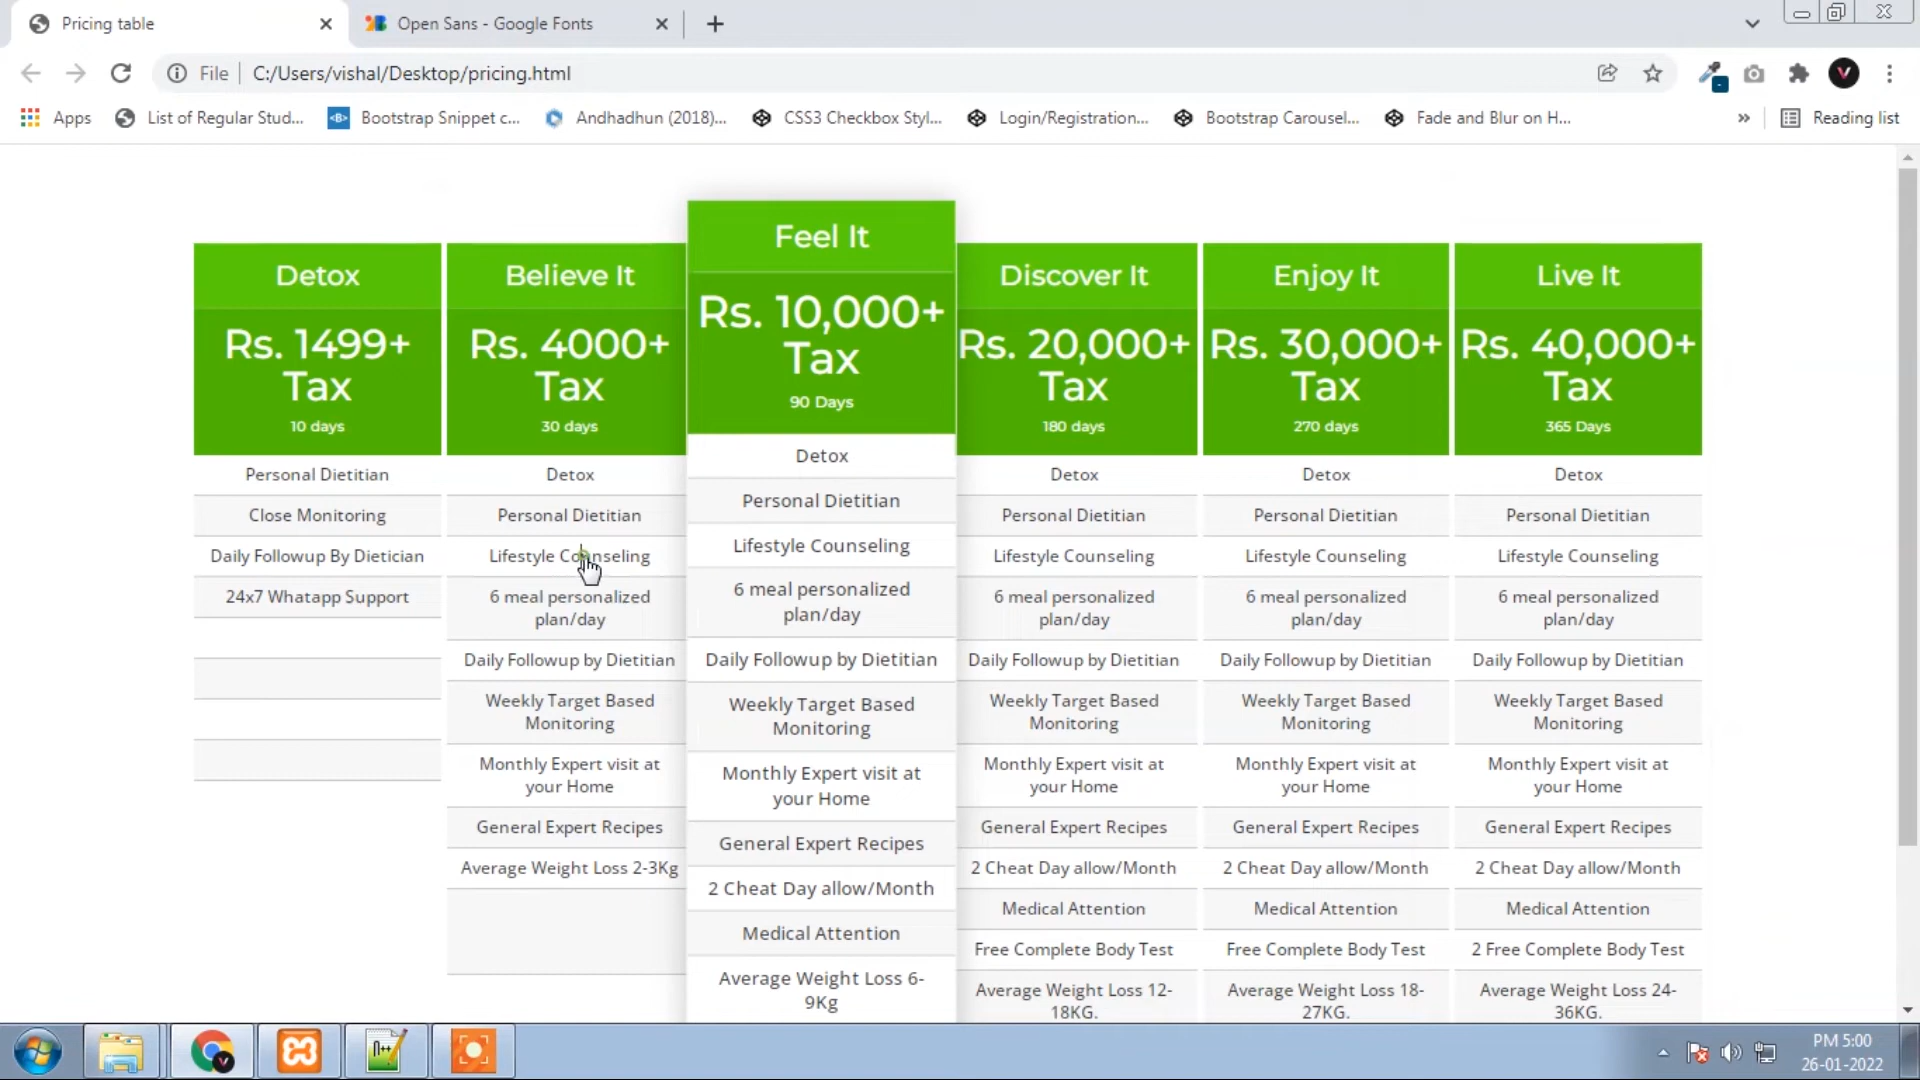 Pricing table
Open Sans - Google Fonts
File
C:/Users/vishal/Desktop/pricing.html
Apps
List of Regular Stud...
Bootstrap Snippet c...
Andhadhun (2018)...
CSS3 Checkbox Styl...
Login/Registration...
Bootstrap Carousel...
Fade and Blur on H...
»
Reading list
Detox
Rs. 1499+
Tax
10 days
Personal Dietitian
Close Monitoring
Daily Followup By Dietician
24x7 Whatapp Support
Believe It
Rs. 4000+
Tax
30 days
Detox
Personal Dietitian
Lifestyle Counseling
6 meal personalized
plan/day
Daily Followup by Dietitian
Weekly Target Based
Monitoring
Monthly Expert visit at
your Home
General Expert Recipes
Average Weight Loss 2-3Kg
Feel It
Rs. 10,000+
Tax
90 Days
Detox
Personal Dietitian
Lifestyle Counseling
6 meal personalized
plan/day
Daily Followup by Dietitian
Weekly Target Based
Monitoring
Monthly Expert visit at
your Home
General Expert Recipes
2 Cheat Day allow/Month
Medical Attention
Average Weight Loss 6-
9Kg
Discover It
Rs. 20,000+
Tax
180 days
Detox
Personal Dietitian
Lifestyle Counseling
6 meal personalized
plan/day
Daily Followup by Dietitian
Weekly Target Based
Monitoring
Monthly Expert visit at
your Home
General Expert Recipes
2 Cheat Day allow/Month
Medical Attention
Free Complete Body Test
Average Weight Loss 12-
18KG.
Enjoy It
Rs. 30,000+
Tax
270 days
Detox
Personal Dietitian
Lifestyle Counseling
6 meal personalized
plan/day
Daily Followup by Dietitian
Weekly Target Based
Monitoring
Monthly Expert visit at
your Home
General Expert Recipes
2 Cheat Day allow/Month
Medical Attention
Free Complete Body Test
Average Weight Loss 18-
27KG.
Live It
Rs. 40,000+
Tax
365 Days
Detox
Personal Dietitian
Lifestyle Counseling
6 meal personalized
plan/day
Daily Followup by Dietitian
Weekly Target Based
Monitoring
Monthly Expert visit at
your Home
General Expert Recipes
2 Cheat Day allow/Month
Medical Attention
2 Free Complete Body Test
Average Weight Loss 24-
36KG.
PM 5:00
26-01-2022